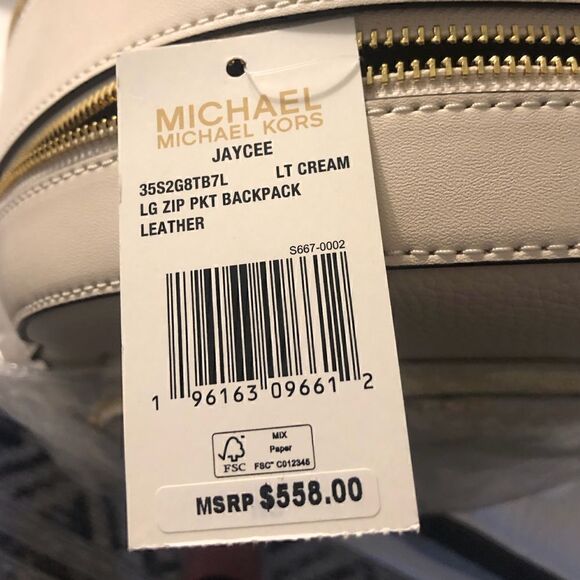 MICHAEL
MICHAEL KORS
JAYCEE
35S2G8TB7L LT CREAM
LG ZIP PKT BACKPACK
LEATHER
S667-0002
1 96163 09661 2
FSC
MIX
Paper
FSC™ C012345
MSRP $558.00